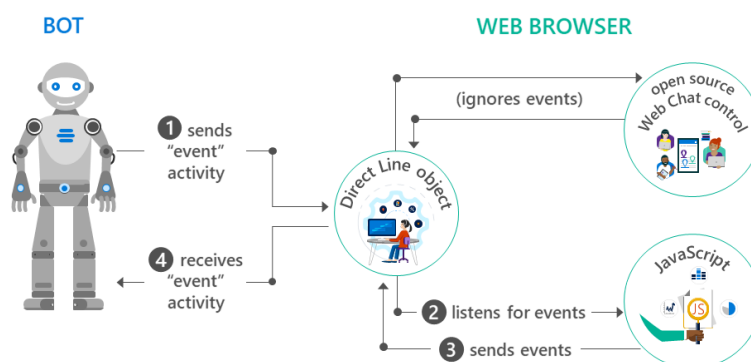 BOT
WEB BROWSER
1 sends
“event”
activity
Direct Line object
(ignores events)
open source
Web Chat control
4 receives
“event”
activity
2 listens for events
3 sends events
JavaScript
JS